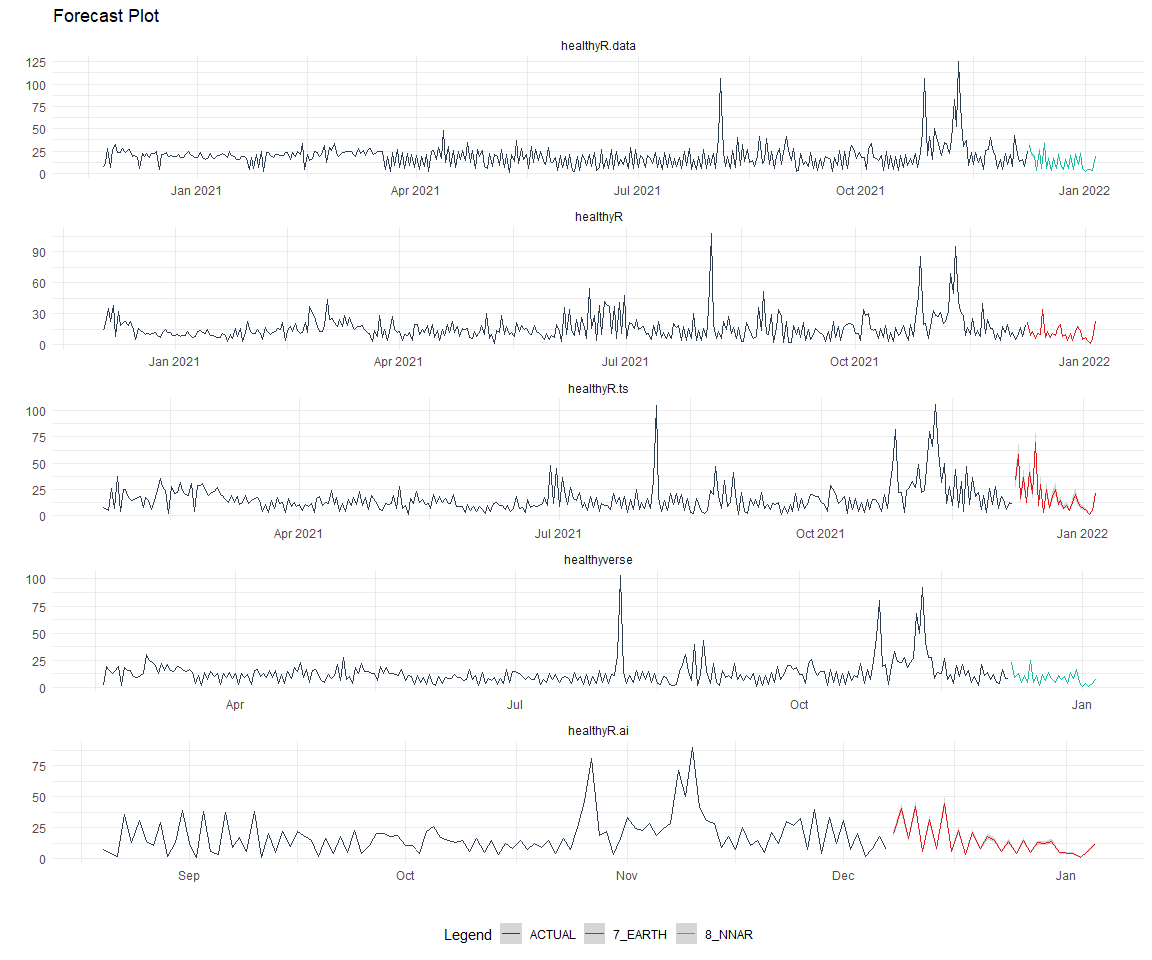 Forecast Plot
healthyR.data
125
100
75
50
25
0
Jan 2021 Apr 2021 Jul 2021 Oct 2021 Jan 2022
healthyR
90
60
30
0
Jan 2021 Apr 2021 Jul 2021 Oct 2021 Jan 2022
healthyR.ts
100
75
50
25
0
Apr 2021 Jul 2021 Oct 2021 Jan 2022
healthyverse
100
75
50
25
0
Apr Jul Oct Jan
healthyR.ai
75
50
25
0
Sep Oct Nov Dec Jan
Legend ACTUAL 7_EARTH 8_NNAR